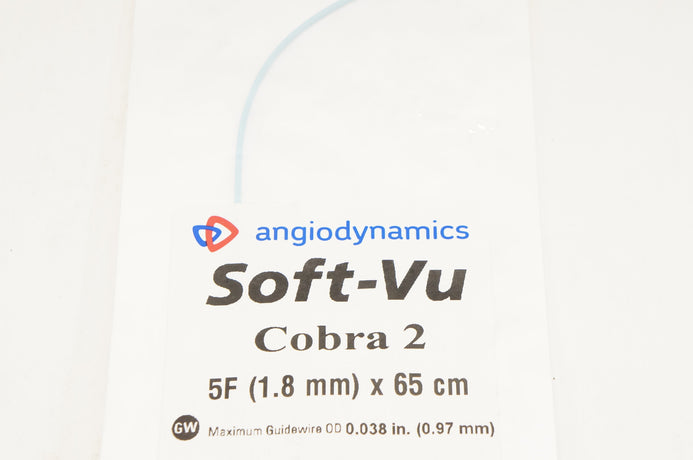 angiodynamics
Soft-Vu
Cobra 2
5F (1.8 mm) x 65 cm
GW Maximum Guidewire OD 0.038 in. (0.97 mm)